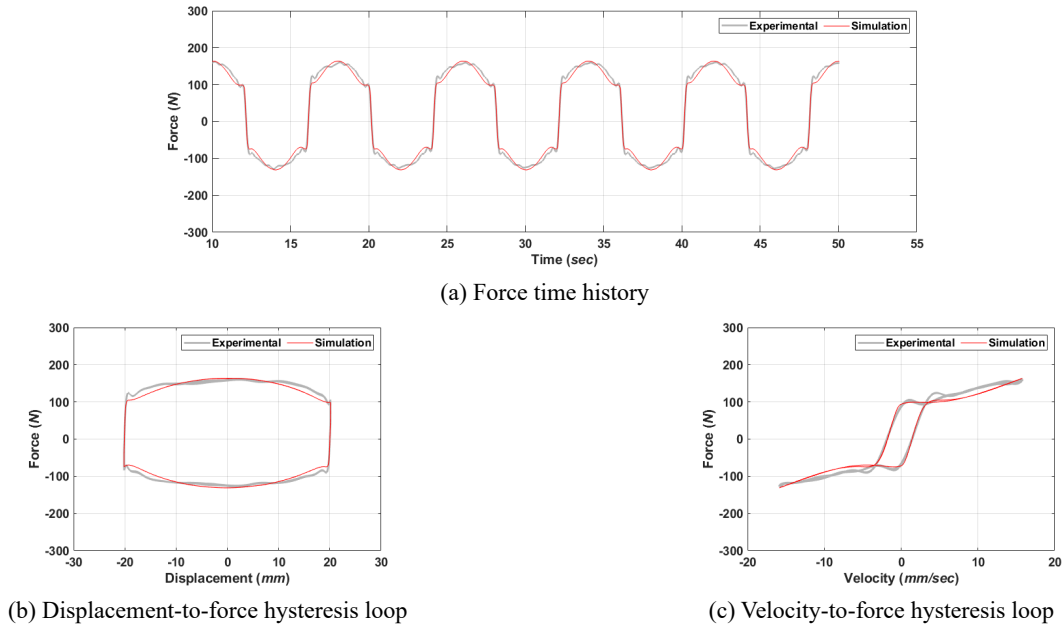 300
200
100
0
-100
-200
-300
Force (N)
Experimental Simulation
10 15 20 25 30 35 40 45 50 55
Time (sec)
(a) Force time history
300
200
100
0
-100
-200
-300
Force (N)
Experimental Simulation
-30 -20 -10 0 10 20 30
Displacement (mm)
(b) Displacement-to-force hysteresis loop
300
200
100
0
-100
-200
-300
Force (N)
Experimental Simulation
-20 -10 0 10 20
Velocity (mm/sec)
(c) Velocity-to-force hysteresis loop